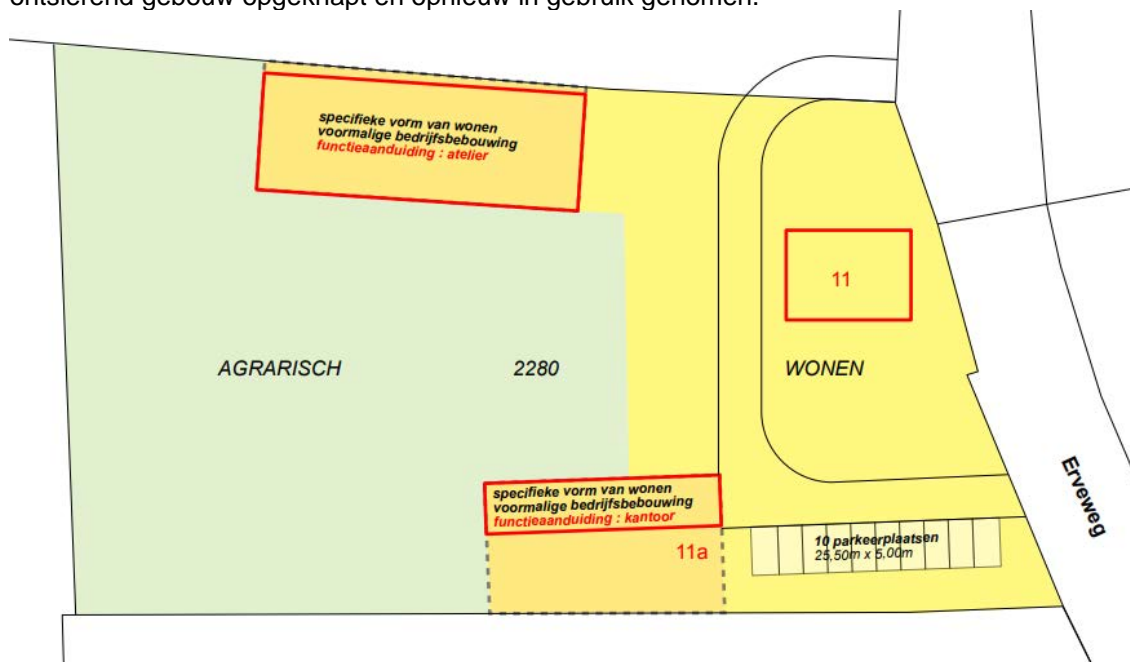 ontsierend gebouw opgeknapt en opnieuw in gebruik genomen.
specifieke vorm van wonen
voormalige bedrijfsbebouwing
functieaanduiding : atelier
11
AGRARISCH
2280
WONEN
Erveweg
specifieke vorm van wonen
voormalige bedrijfsbebouwing
functieaanduiding : kantoor
11a
10 parkeerplaatsen
25,50m x 5,00m